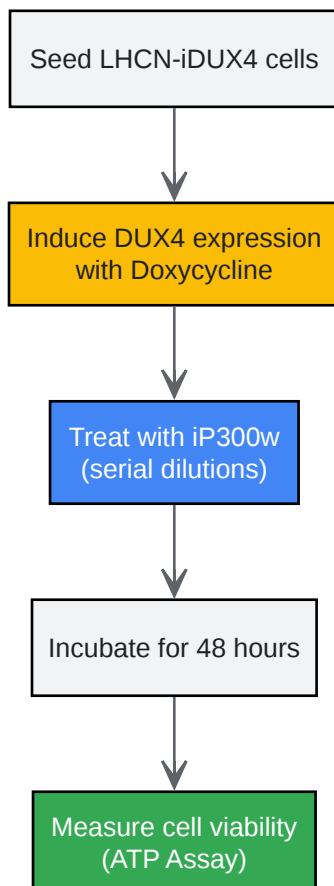 Seed LHCN-iDUX4 cells
Induce DUX4 expression
with Doxycycline
Treat with iP300w
(serial dilutions)
Incubate for 48 hours
Measure cell viability
(ATP Assay)